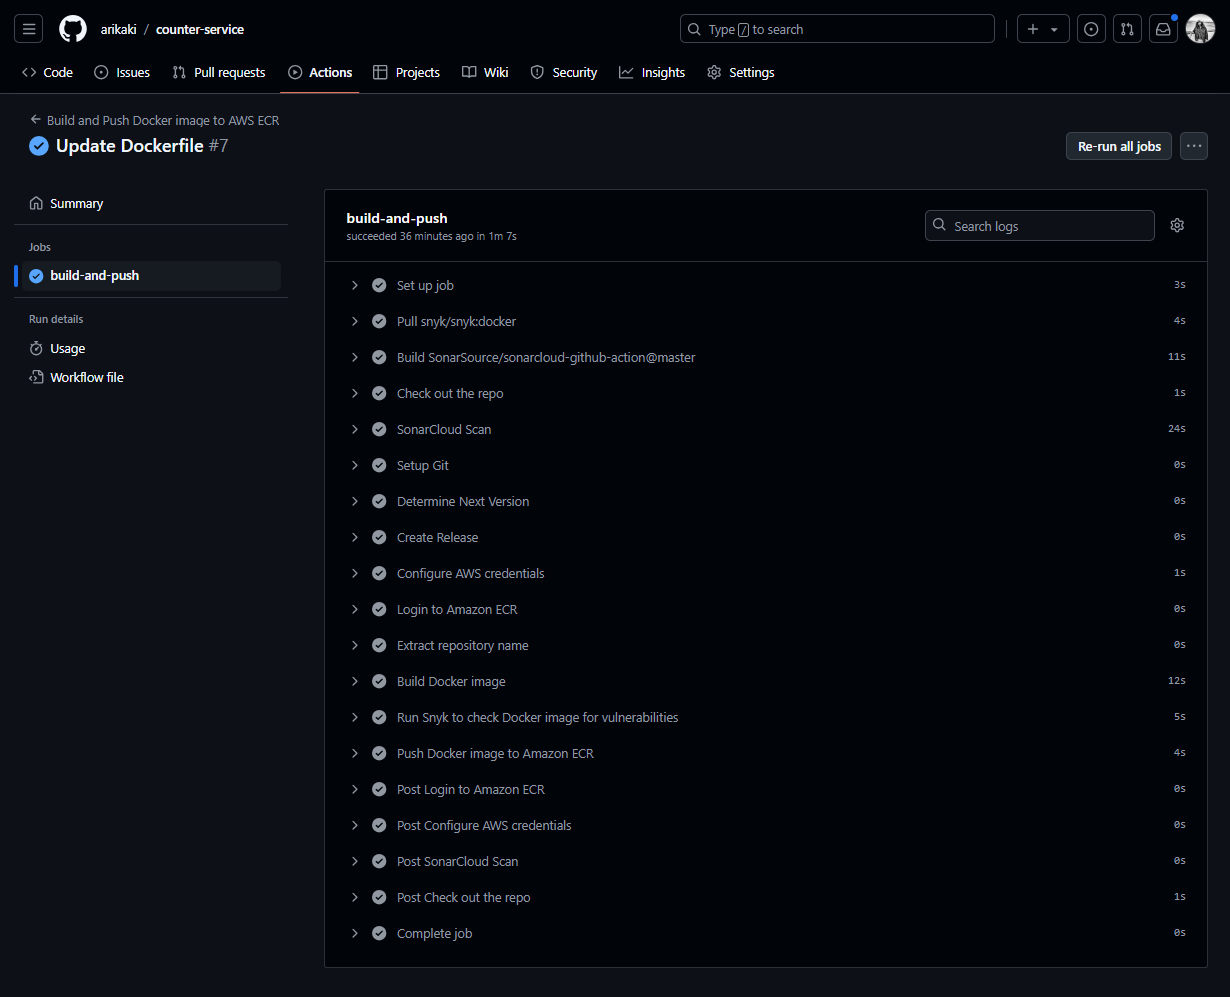 arikaki / counter-service
Type / to search
Code Issues Pull requests Actions Projects Wiki Security Insights Settings
Build and Push Docker image to AWS ECR
Update Dockerfile #7
Re-run all jobs
Summary
Jobs
build-and-push
Run details
Usage
Workflow file
build-and-push
succeeded 36 minutes ago in 1m 7s
Search logs
Set up job 3s
Pull snyk/snyk:docker 4s
Build SonarSource/sonarcloud-github-action@master 11s
Check out the repo 1s
SonarCloud Scan 24s
Setup Git 0s
Determine Next Version 0s
Create Release 0s
Configure AWS credentials 1s
Login to Amazon ECR 0s
Extract repository name 0s
Build Docker image 12s
Run Snyk to check Docker image for vulnerabilities 5s
Push Docker image to Amazon ECR 4s
Post Login to Amazon ECR 0s
Post Configure AWS credentials 0s
Post SonarCloud Scan 0s
Post Check out the repo 1s
Complete job 0s